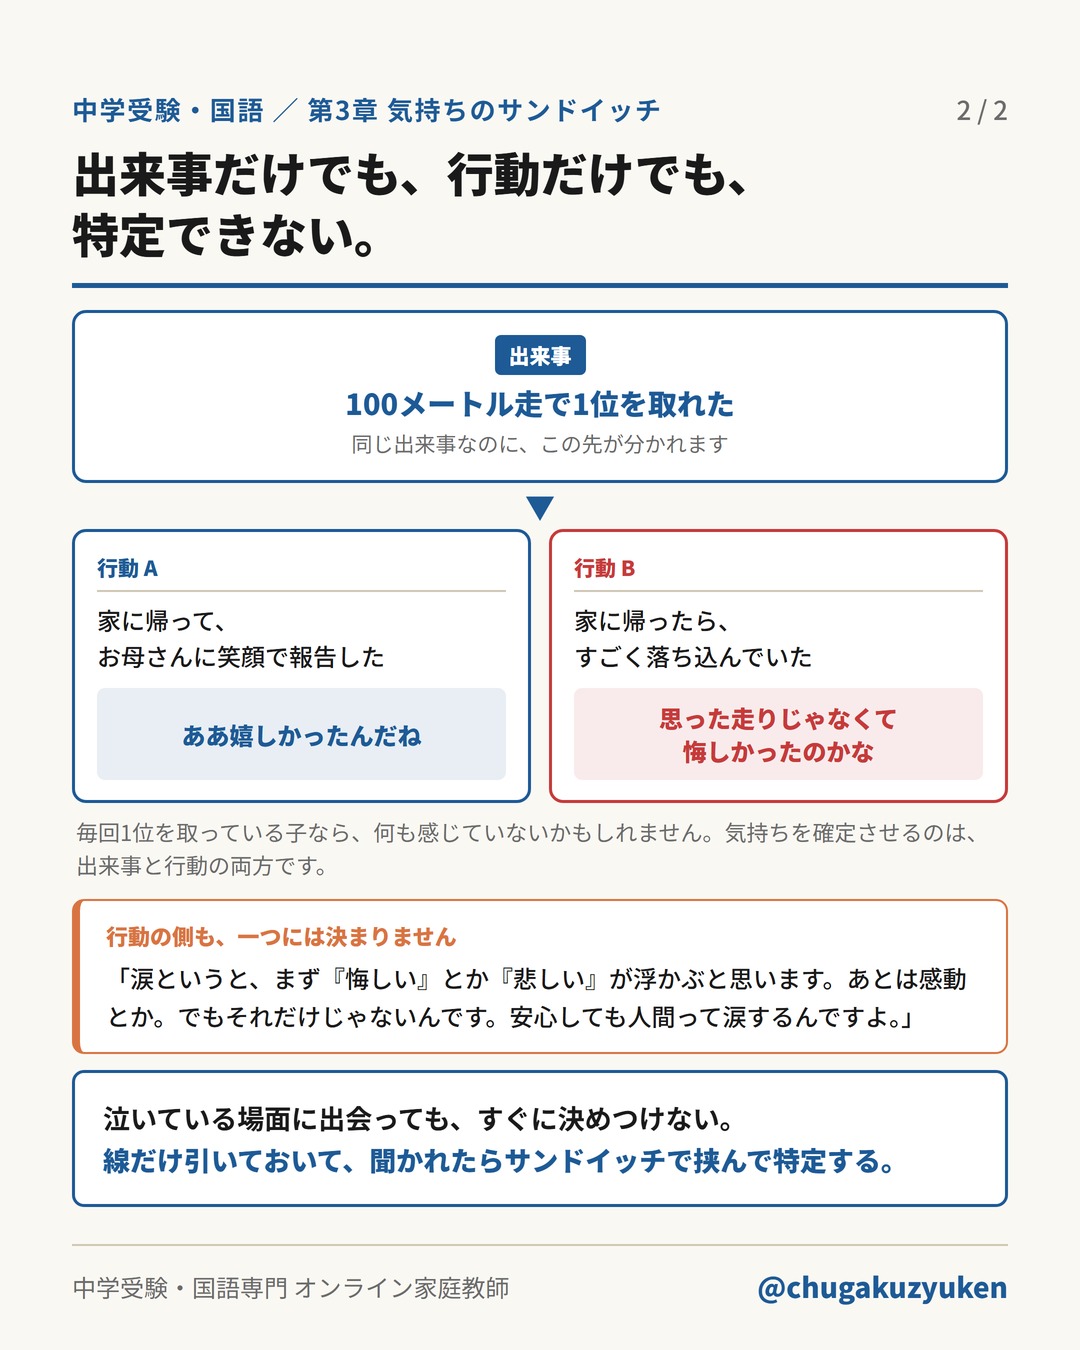 中学受験・国語 ／ 第3章 気持ちのサンドイッチ
2 / 2
出来事だけでも、行動だけでも、
特定できない。
出来事
100メートル走で1位を取れた
同じ出来事なのに、この先が分かれます
行動 A
家に帰って、
お母さんに笑顔で報告した
ああ嬉しかったんだね
行動 B
家に帰ったら、
すごく落ち込んでいた
思った走りじゃなくて
悔しかったのかな
毎回1位を取っている子なら、何も感じていないかもしれません。気持ちを確定させるのは、
出来事と行動の両方です。
行動の側も、一つには決まりません
「涙というと、まず『悔しい』とか『悲しい』が浮かぶと思います。あとは感動
とか。でもそれだけじゃないんです。安心しても人間って涙するんですよ。」
泣いている場面に出会っても、すぐに決めつけない。
線だけ引いておいて、聞かれたらサンドイッチで挟んで特定する。
中学受験・国語専門 オンライン家庭教師
@chugakuzyuken